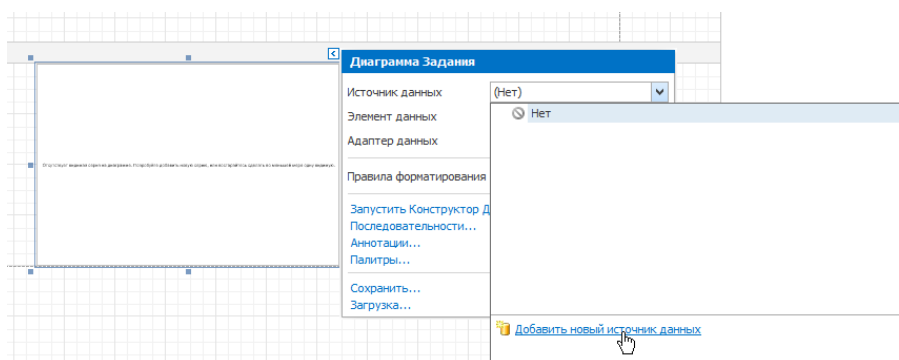 Диаграмма Задания
Источник данных
(Нет)
Нет
Элемент данных
Адаптер данных
Правила форматирования
Запустить Конструктор Д
Последовательности...
Аннотации...
Палитры...
Сохранить...
Загрузка...
Добавить новый источник данных